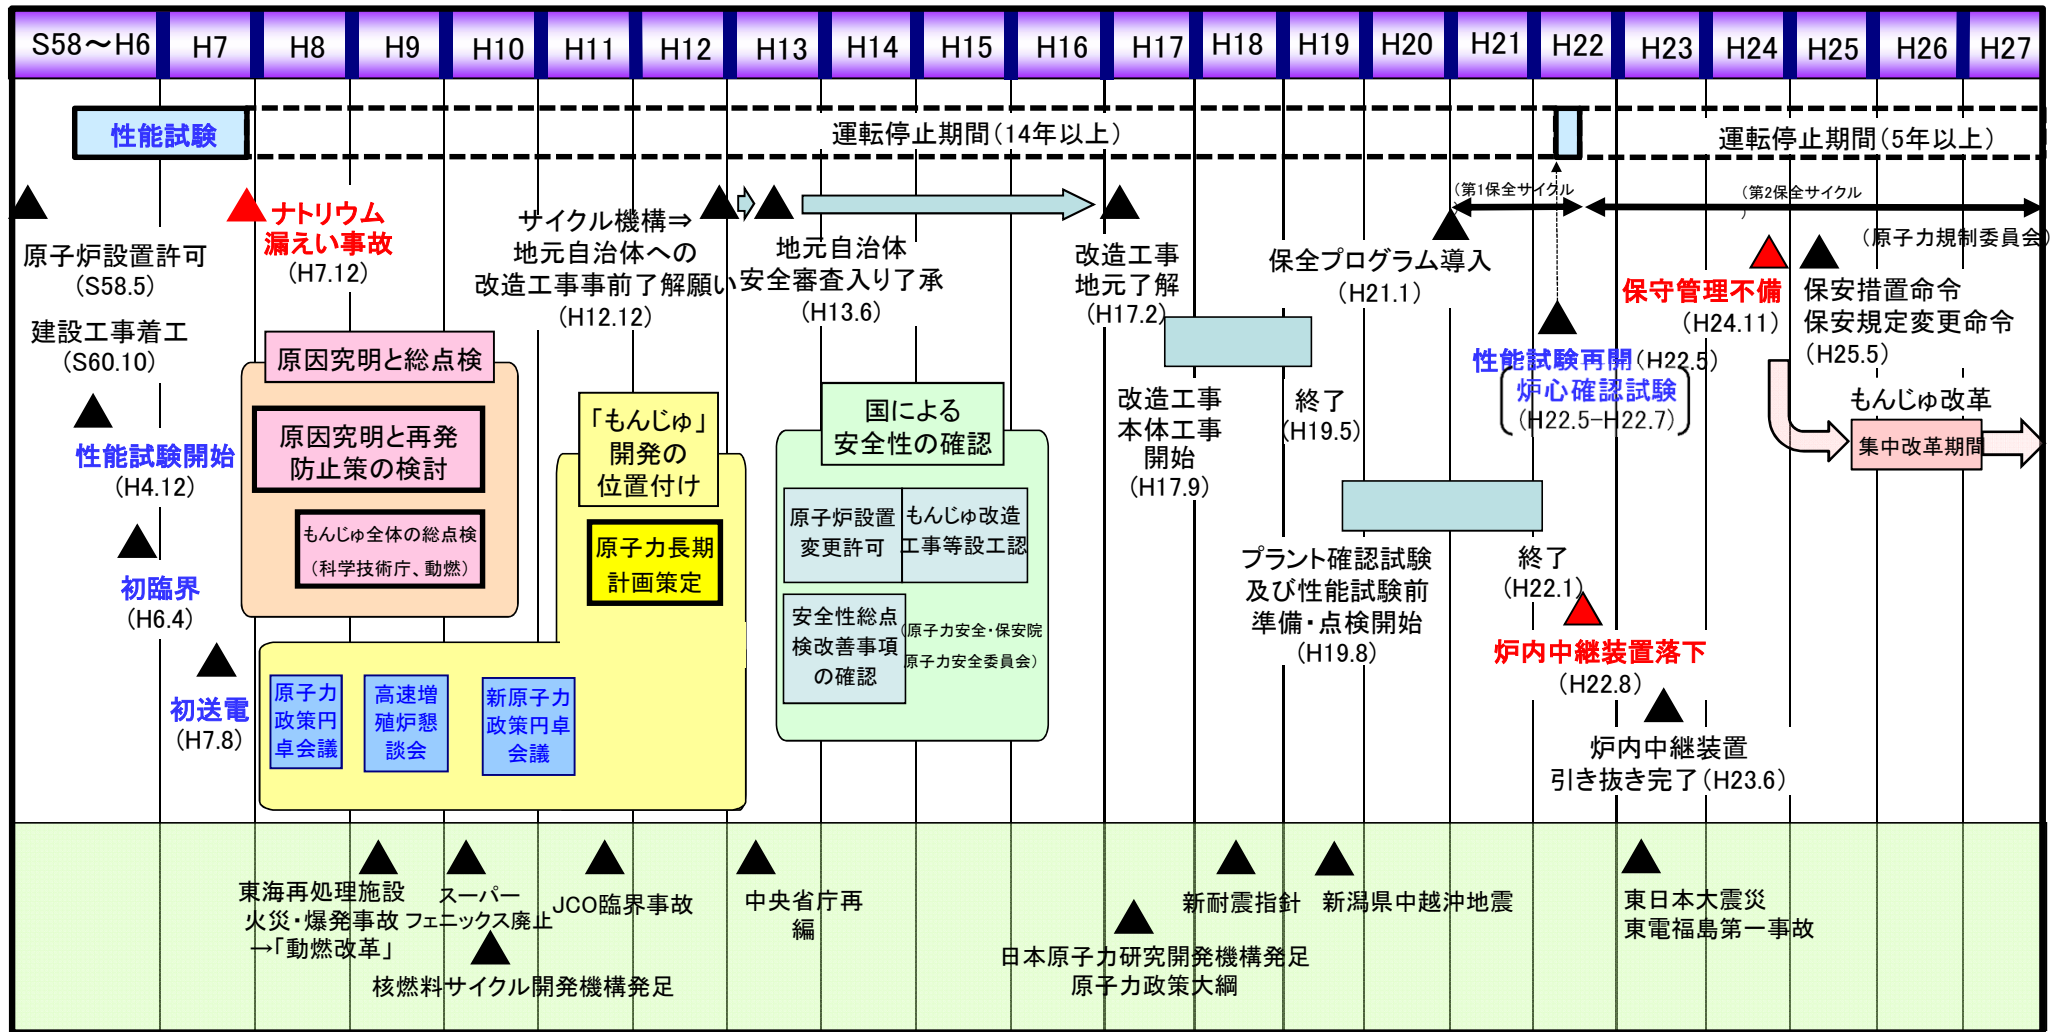 S58～H6 H7 H8 H9 H10 H11 H12 H13 H14 H15 H16 H17 H18 H19 H20 H21 H22 H23 H24 H25 H26 H27
性能試験
運転停止期間(14年以上)
運転停止期間(5年以上)
(第1保全サイクル
)
(第2保全サイクル
)
原子炉設置許可
(S58.5)
建設工事着工
(S60.10)
性能試験開始
(H4.12)
初臨界
(H6.4)
初送電
(H7.8)
ナトリウム
漏えい事故
(H7.12)
サイクル機構⇒
地元自治体への
改造工事事前了解願い
(H12.12)
地元自治体
安全審査入り了承
(H13.6)
改造工事
地元了解
(H17.2)
保全プログラム導入
(H21.1)
(原子力規制委員会)
保守管理不備
(H24.11)
保安措置命令
保安規定変更命令
(H25.5)
性能試験再開(H22.5)
炉心確認試験
(H22.5-H22.7)
もんじゅ改革
集中改革期間
原因究明と総点検
原因究明と再発
防止策の検討
もんじゅ全体の総点検
(科学技術庁、動燃)
「もんじゅ」
開発の
位置付け
原子力長期
計画策定
原子力
政策円
卓会議
高速増
殖炉懇
談会
新原子力
政策円卓
会議
国による
安全性の確認
原子炉設置
変更許可
もんじゅ改造
工事等設工認
安全性総点
検改善事項
の確認
(原子力安全・保安院
原子力安全委員会)
改造工事
本体工事
開始
(H17.9)
終了
(H19.5)
プラント確認試験
及び性能試験前
準備・点検開始
(H19.8)
終了
(H22.1)
炉内中継装置落下
(H22.8)
炉内中継装置
引き抜き完了(H23.6)
東海再処理施設
火災・爆発事故
→「動燃改革」
スーパー
フェニックス廃止
核燃料サイクル開発機構発足
JCO臨界事故
中央省庁再
編
日本原子力研究開発機構発足
原子力政策大綱
新耐震指針
新潟県中越沖地震
東日本大震災
東電福島第一事故